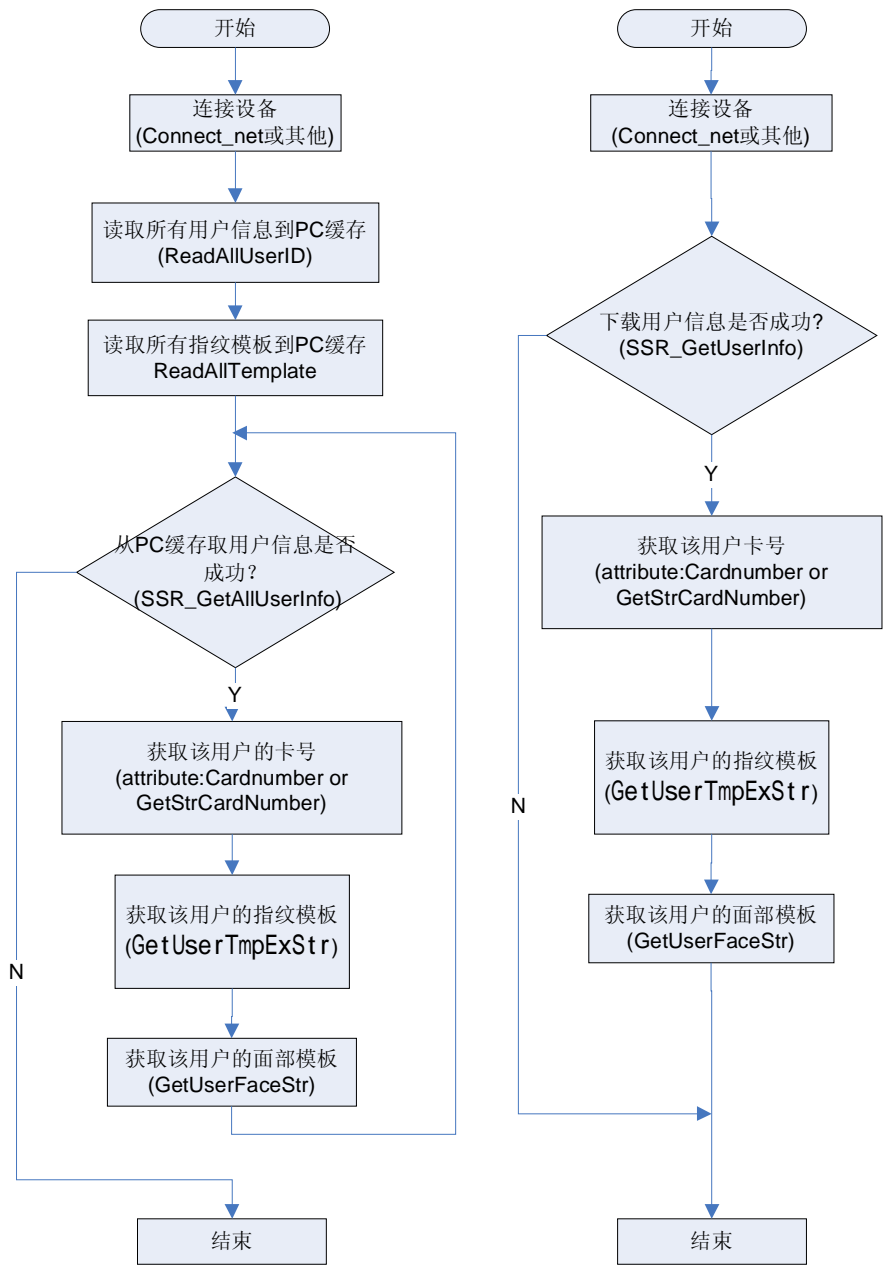 开始
连接设备
(Connect_net或其他)
读取所有用户信息到PC缓存
(ReadAllUserID)
读取所有指纹模板到PC缓存
ReadAllTemplate
从PC缓存取用户信息是否
成功?
(SSR_GetAllUserInfo)
Y
获取该用户的卡号
(attribute:Cardnumber or
GetStrCardNumber)
获取该用户的指纹模板
(GetUserTmpExStr)
N
获取该用户的面部模板
(GetUserFaceStr)
结束
开始
连接设备
(Connect_net或其他)
下载用户信息是否成功?
(SSR_GetUserInfo)
Y
获取该用户卡号
(attribute:Cardnumber or
GetStrCardNumber)
获取该用户的指纹模板
(GetUserTmpExStr)
N
获取该用户的面部模板
(GetUserFaceStr)
结束